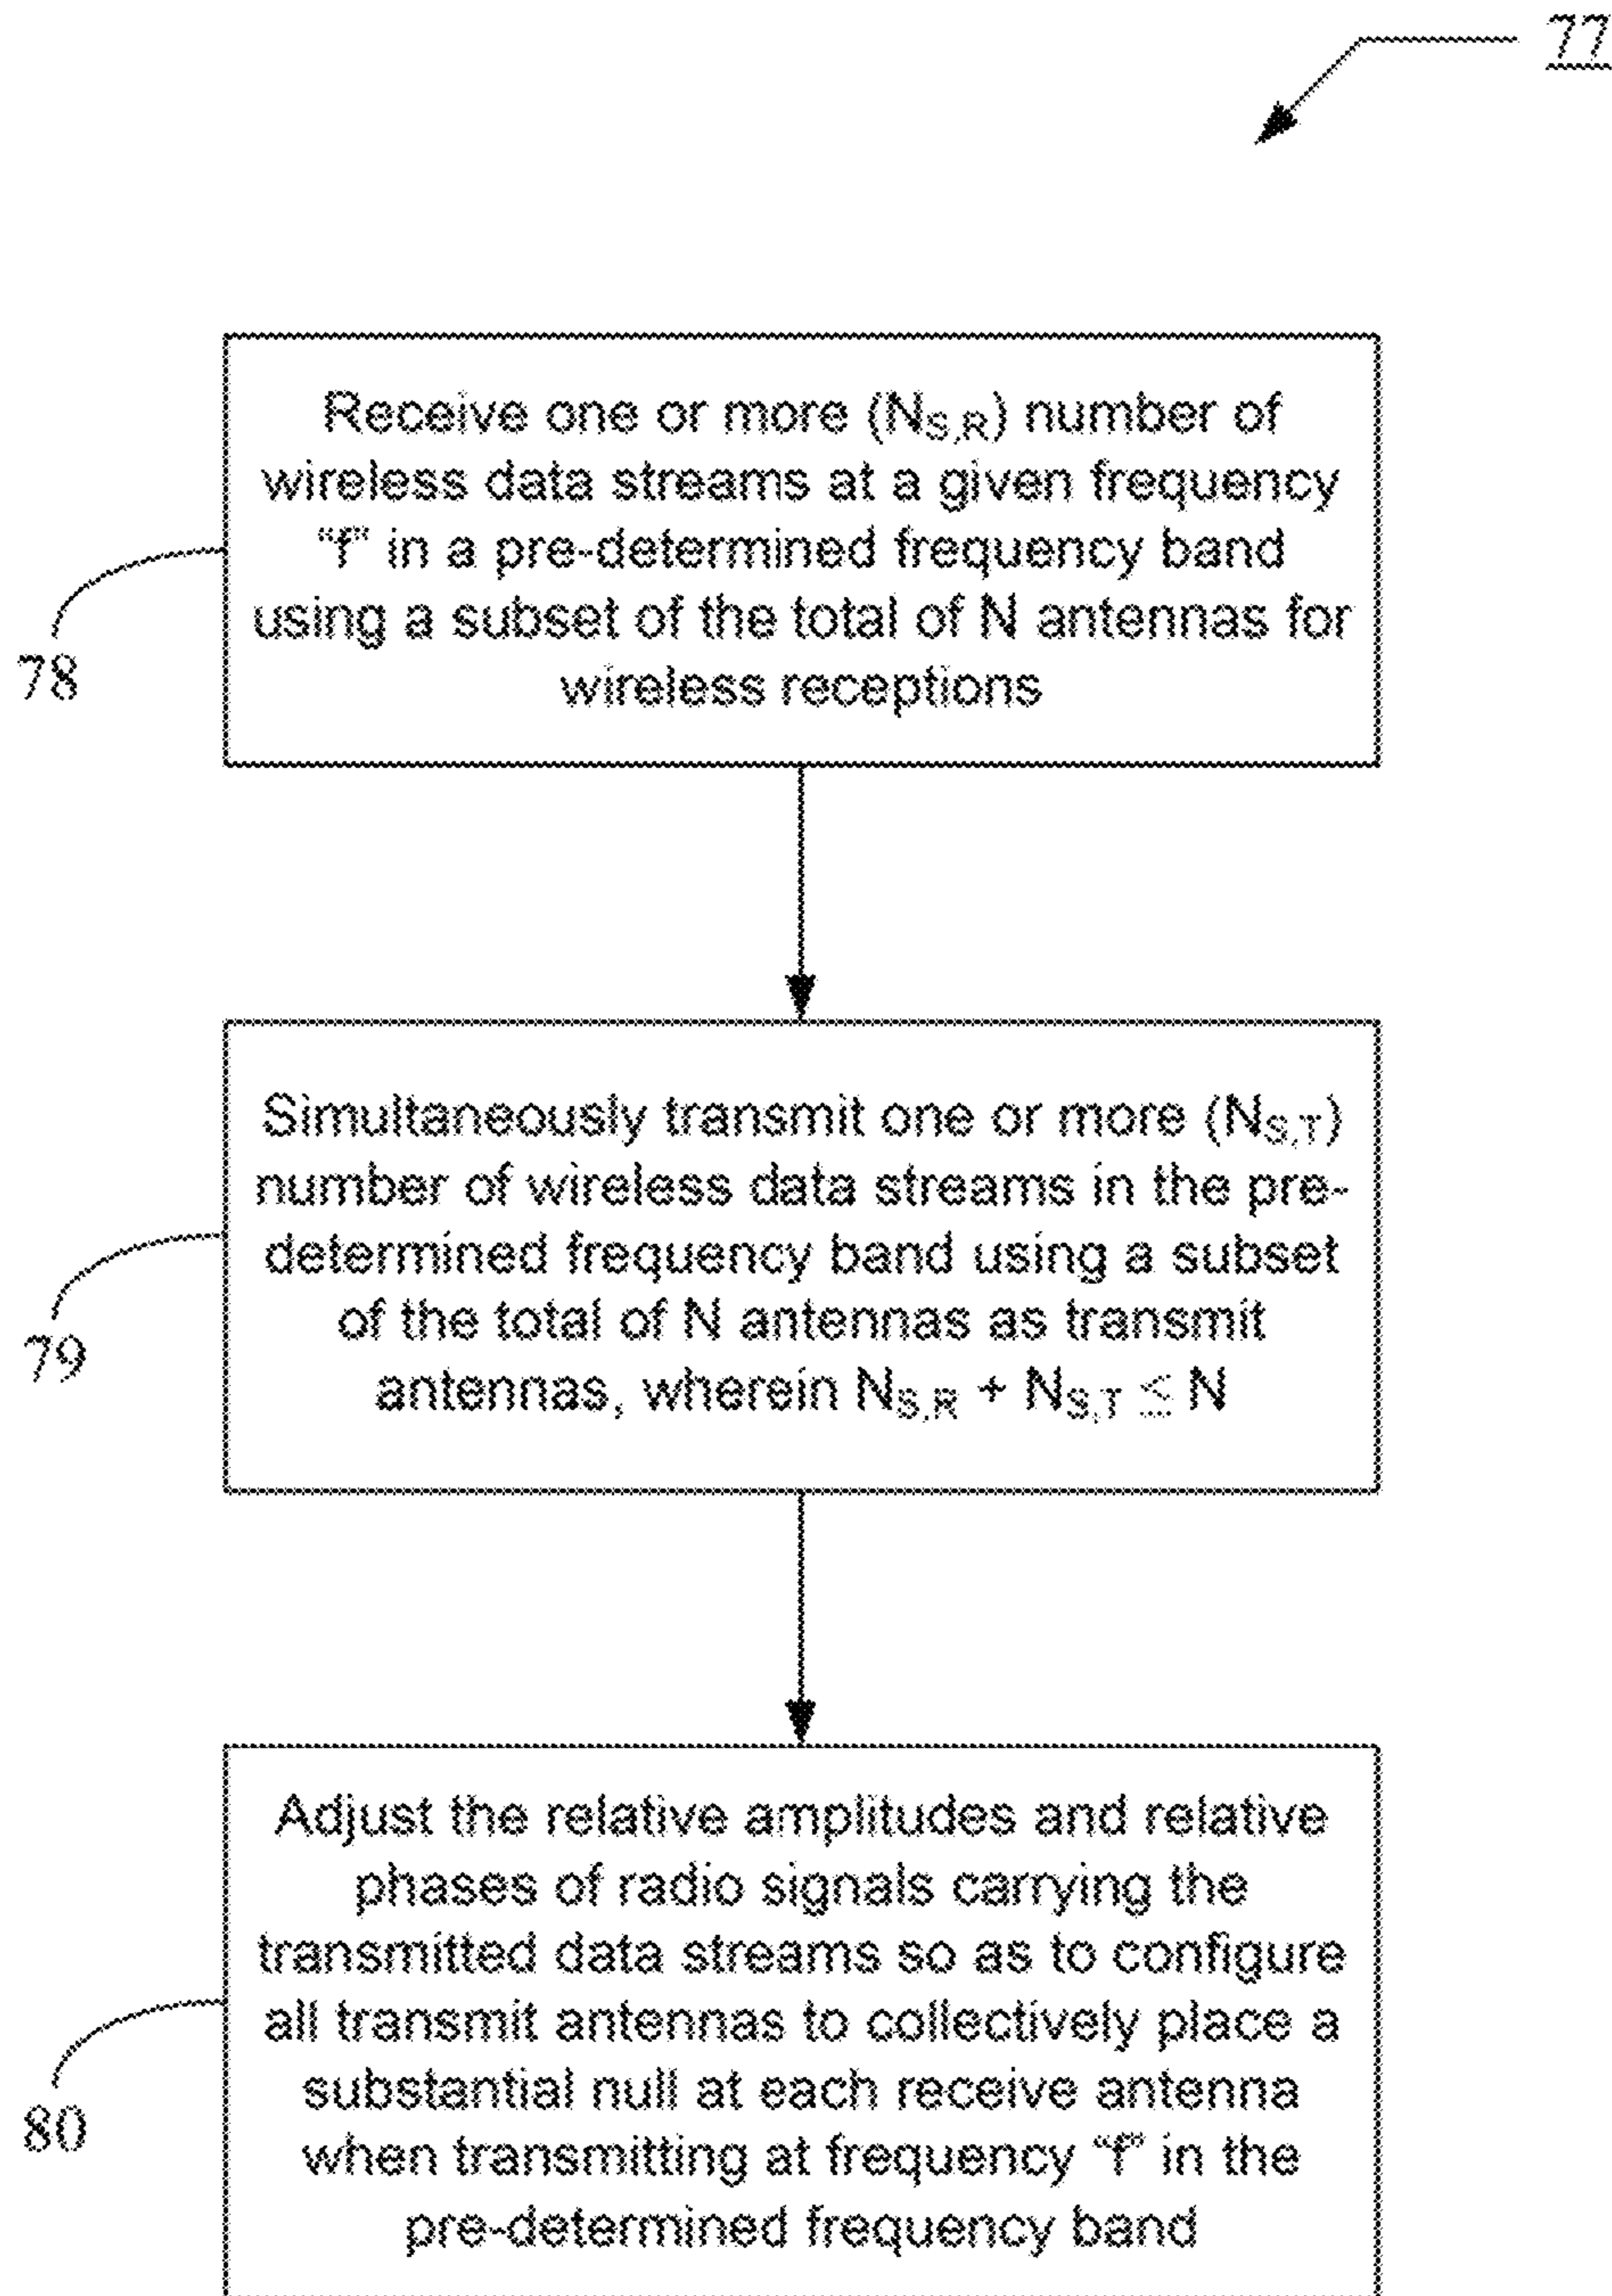 77
Receive one or more (N_S,R) number of
wireless data streams at a given frequency
“f” in a pre-determined frequency band
using a subset of the total of N antennas for
wireless receptions
78
Simultaneously transmit one or more (N_S,T)
number of wireless data streams in the pre-
determined frequency band using a subset
of the total of N antennas as transmit
antennas, wherein N_S,R + N_S,T ≤ N
79
Adjust the relative amplitudes and relative
phases of radio signals carrying the
transmitted data streams so as to configure
all transmit antennas to collectively place a
substantial null at each receive antenna
when transmitting at frequency “f” in the
pre-determined frequency band
80